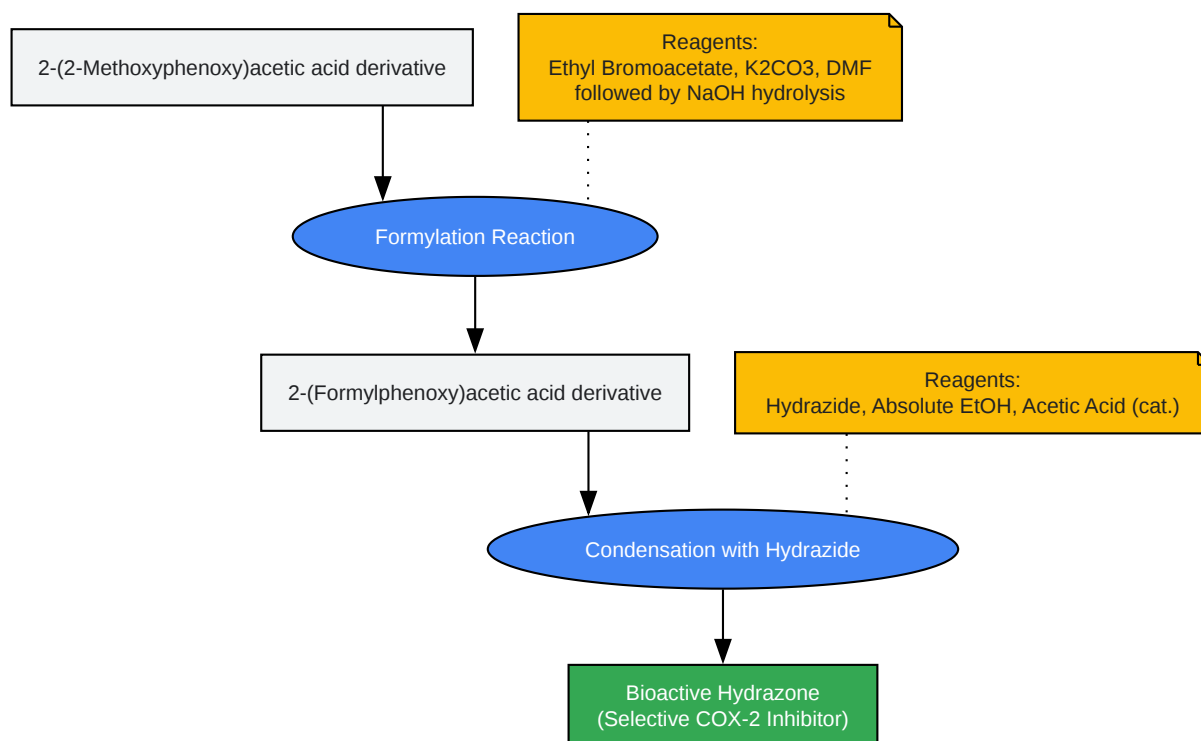 2-(2-Methoxyphenoxy)acetic acid derivative
Reagents:
Ethyl Bromoacetate, K2CO3, DMF
followed by NaOH hydrolysis
Formylation Reaction
2-(Formylphenoxy)acetic acid derivative
Reagents:
Hydrazide, Absolute EtOH, Acetic Acid (cat.)
Condensation with Hydrazide
Bioactive Hydrazone
(Selective COX-2 Inhibitor)